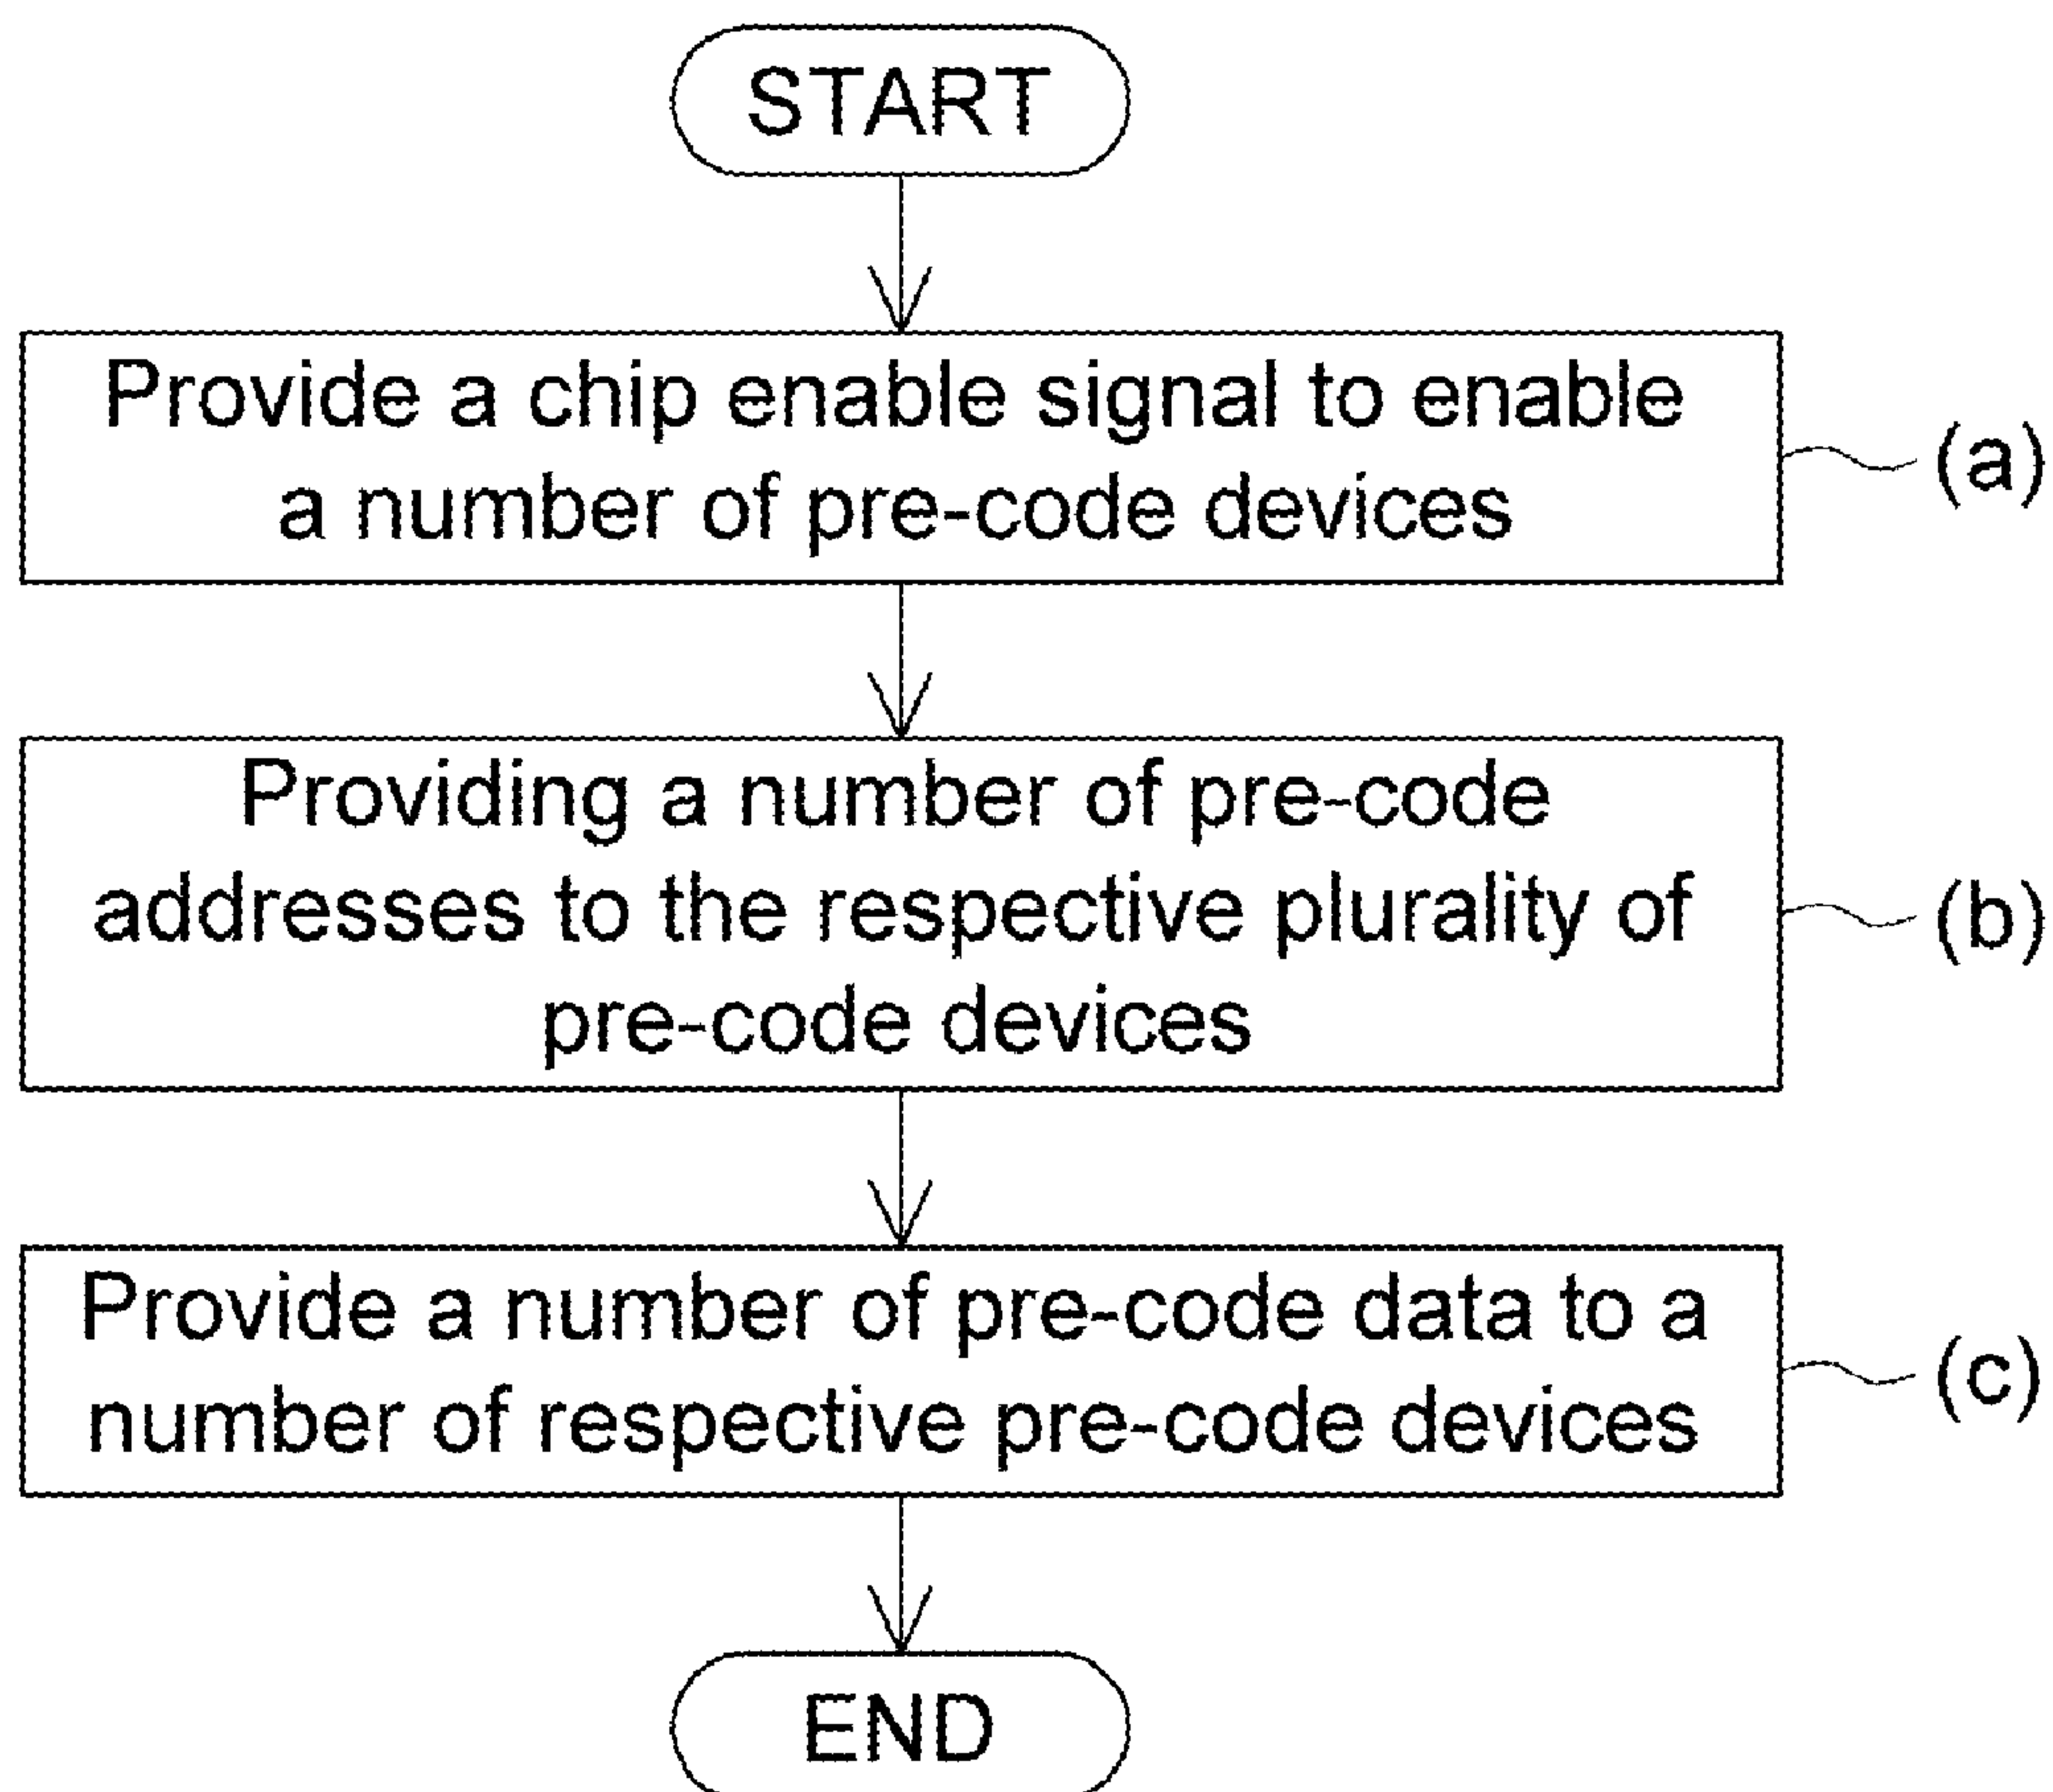 START
Provide a chip enable signal to enable
a number of pre-code devices
(a)
Providing a number of pre-code
addresses to the respective plurality of
pre-code devices
(b)
Provide a number of pre-code data to a
number of respective pre-code devices
(c)
END